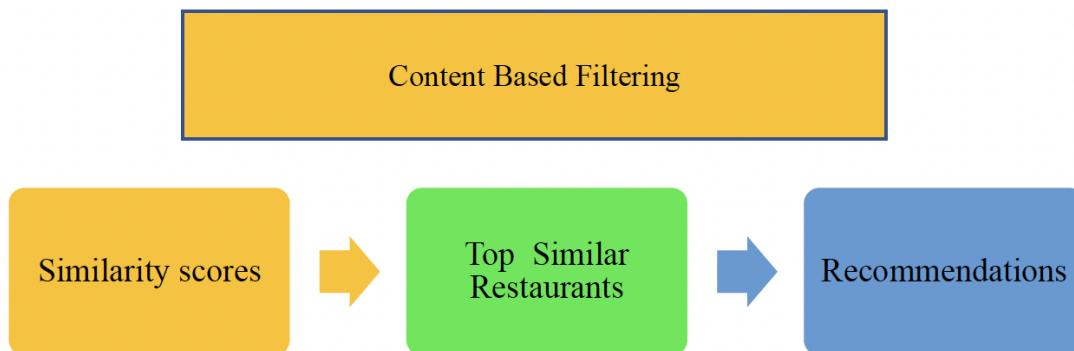 Content Based Filtering
Similarity scores
Top Similar
Restaurants
Recommendations